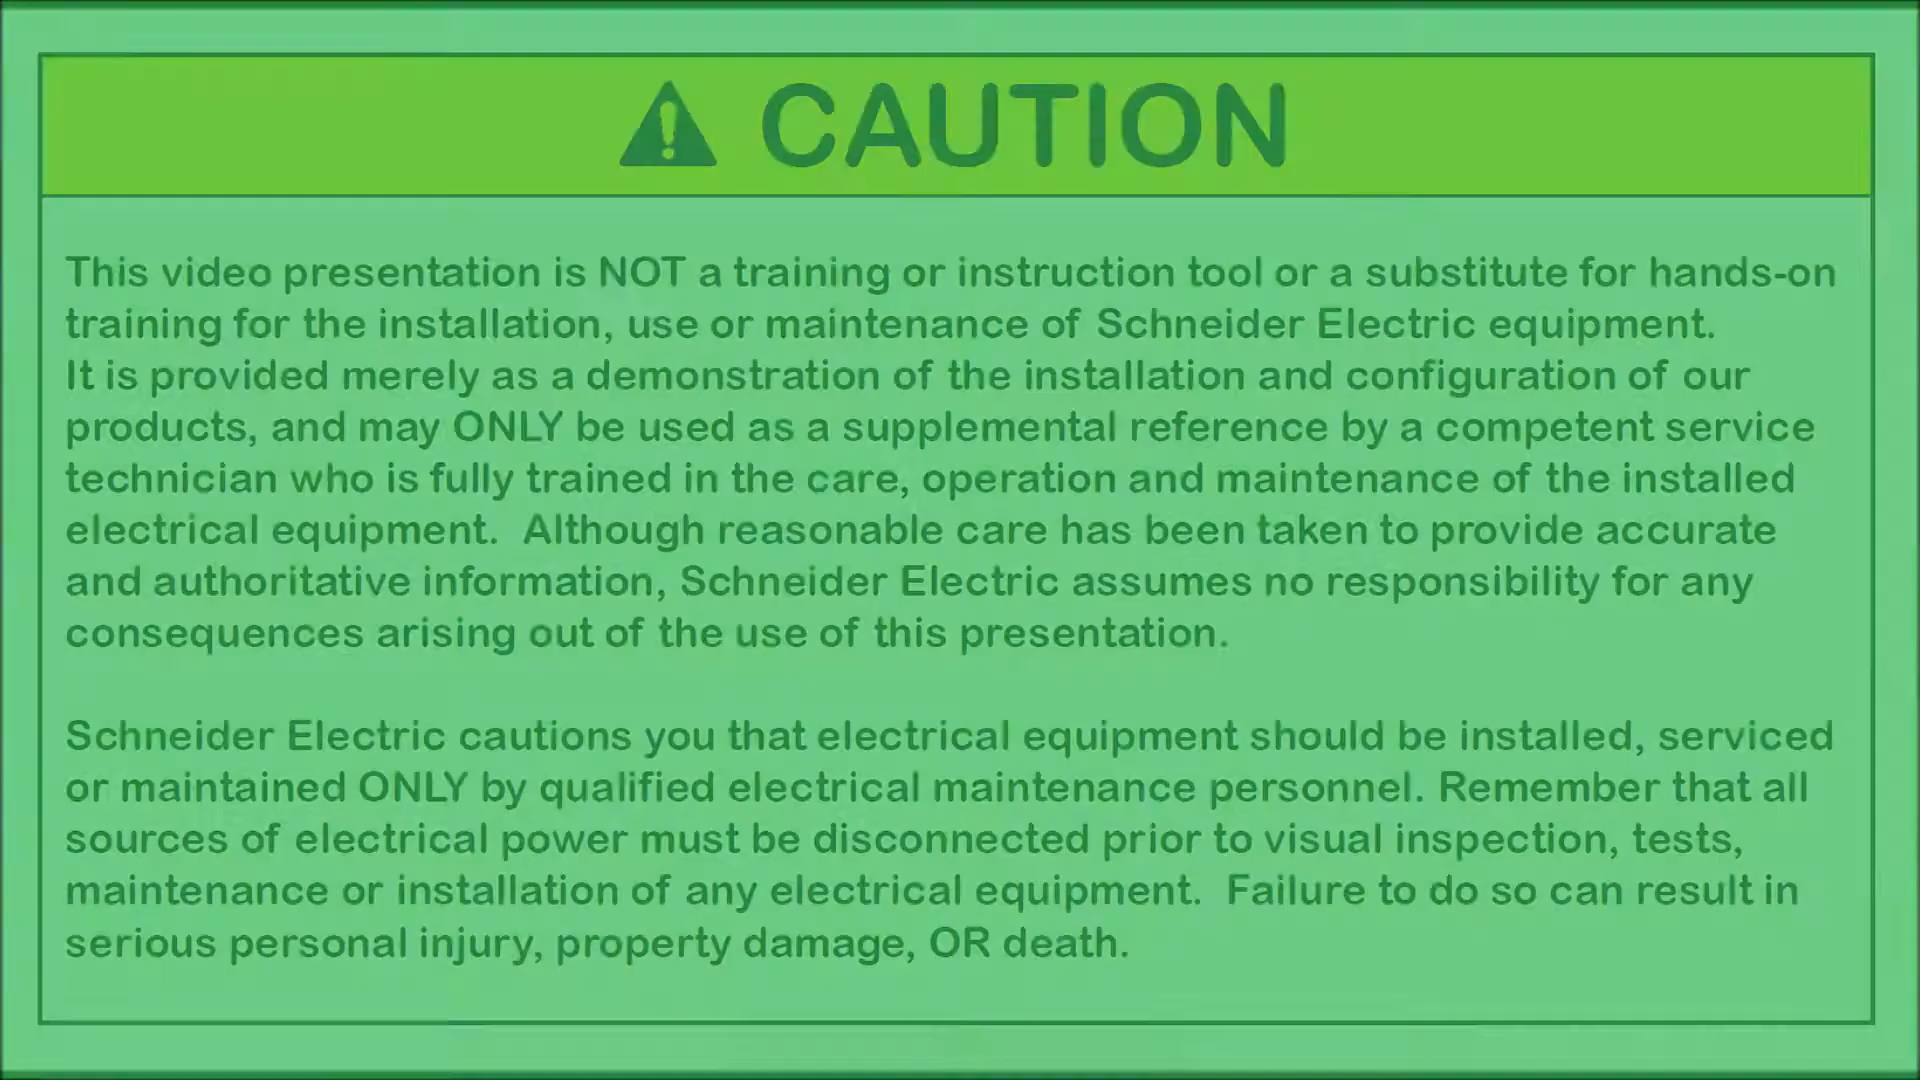 CAUTION
This video presentation is NOT a training or instruction tool or a substitute for hands-on
training for the installation, use or maintenance of Schneider Electric equipment.
It is provided merely as a demonstration of the installation and configuration of our
products, and may ONLY be used as a supplemental reference by a competent service
technician who is fully trained in the care, operation and maintenance of the installed
electrical equipment.  Although reasonable care has been taken to provide accurate
and authoritative information, Schneider Electric assumes no responsibility for any
consequences arising out of the use of this presentation.
Schneider Electric cautions you that electrical equipment should be installed, serviced
or maintained ONLY by qualified electrical maintenance personnel. Remember that all
sources of electrical power must be disconnected prior to visual inspection, tests,
maintenance or installation of any electrical equipment.  Failure to do so can result in
serious personal injury, property damage, OR death.